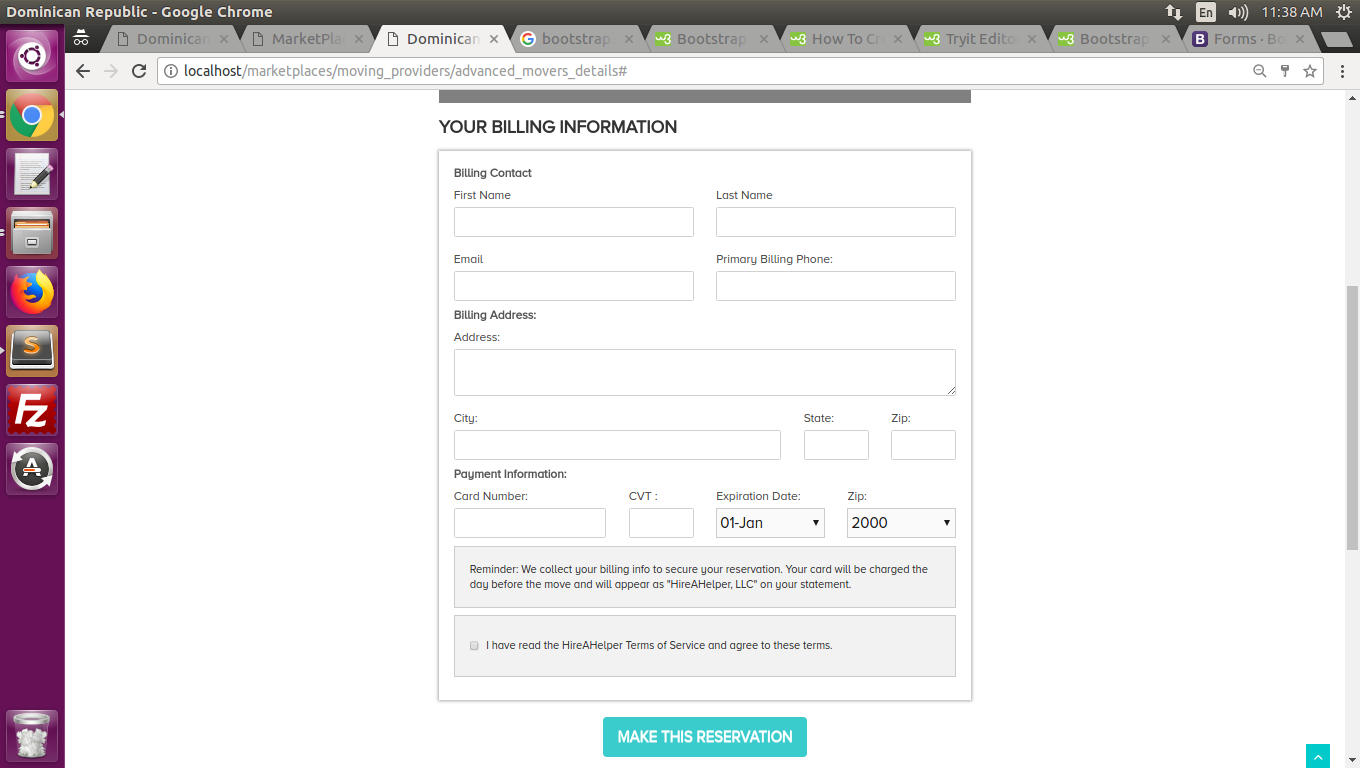 Dominican Republic - Google Chrome
En
11:38 AM
Dominican
MarketPla
Dominican
bootstrap
Bootstrap
How To Cr
Tryit Edito
Bootstrap
Forms · Bo
localhost/marketplaces/moving_providers/advanced_movers_details#
YOUR BILLING INFORMATION
Billing Contact
First Name Last Name
Email Primary Billing Phone:
Billing Address:
Address:
City: State: Zip:
Payment Information:
Card Number: CVT : Expiration Date: Zip:
01-Jan 2000
Reminder: We collect your billing info to secure your reservation. Your card will be charged the
day before the move and will appear as "HireAHelper, LLC" on your statement.
I have read the HireAHelper Terms of Service and agree to these terms.
MAKE THIS RESERVATION